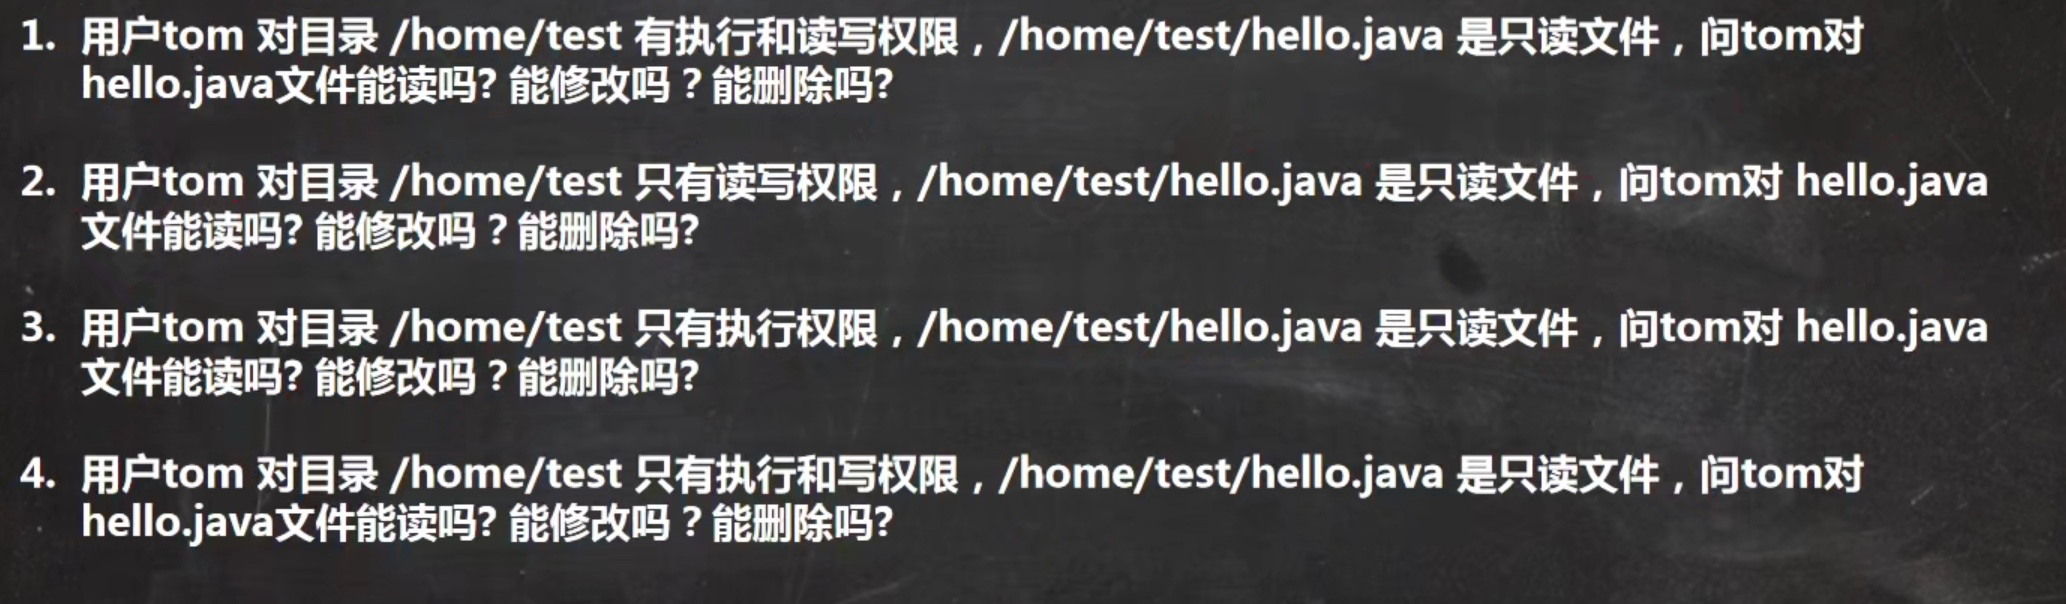 1. 用户tom 对目录 /home/test 有执行和读写权限，/home/test/hello.java 是只读文件，问tom对
hello.java文件能读吗? 能修改吗？能删除吗?
2. 用户tom 对目录 /home/test 只有读写权限，/home/test/hello.java 是只读文件，问tom对 hello.java
文件能读吗? 能修改吗？能删除吗?
3. 用户tom 对目录 /home/test 只有执行权限，/home/test/hello.java 是只读文件，问tom对 hello.java
文件能读吗? 能修改吗？能删除吗?
4. 用户tom 对目录 /home/test 只有执行和写权限，/home/test/hello.java 是只读文件，问tom对
hello.java文件能读吗? 能修改吗？能删除吗?